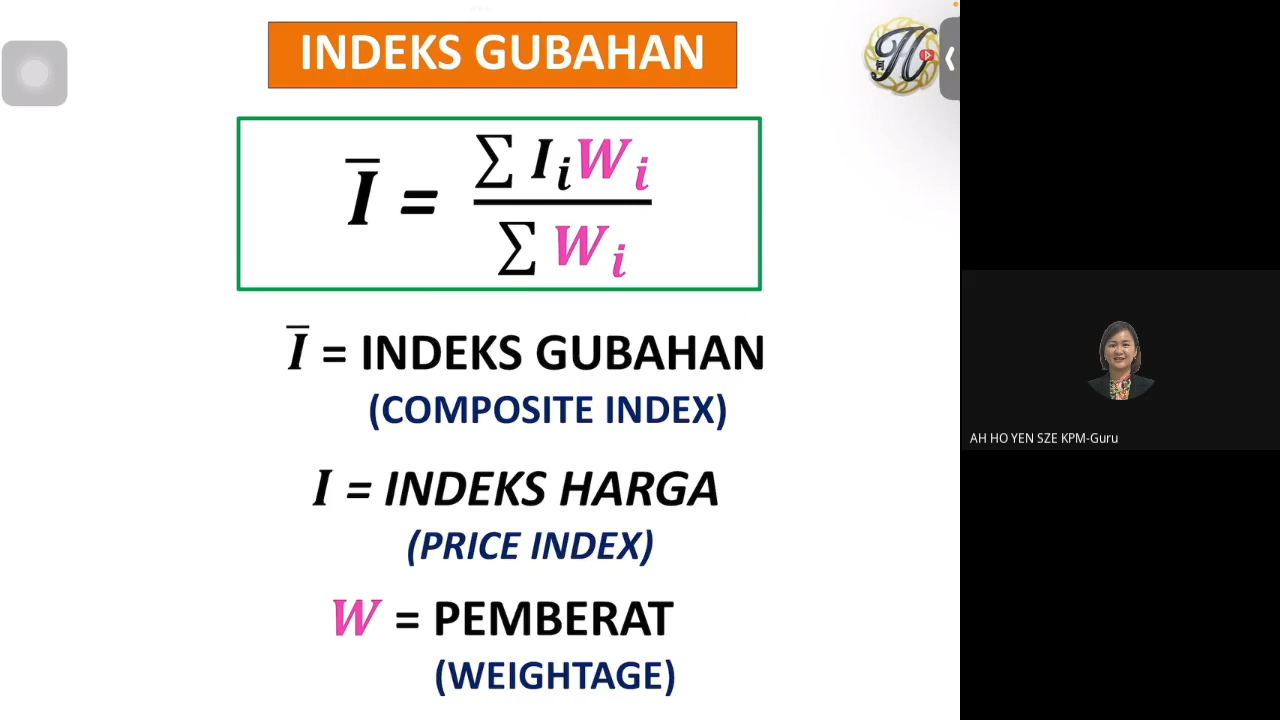 INDEKS GUBAHAN
Ī = ∑ IᵢWᵢ / ∑ Wᵢ
Ī = INDEKS GUBAHAN
(COMPOSITE INDEX)
I = INDEKS HARGA
(PRICE INDEX)
W = PEMBERAT
(WEIGHTAGE)
AH HO YEN SZE KPM-Guru